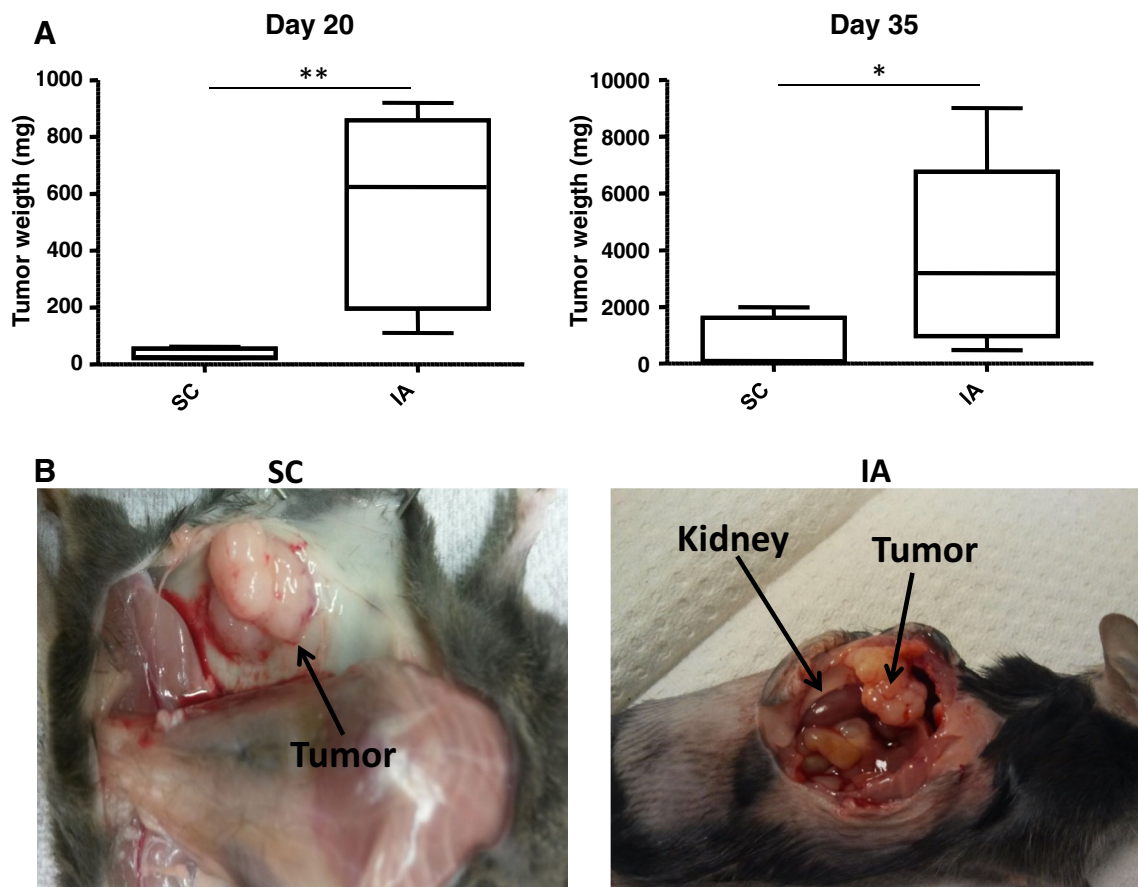 A
Day 20
Day 35
**
*
Tumor weigth (mg)
1000
800
600
400
200
0
SC
IA
Tumor weigth (mg)
10000
8000
6000
4000
2000
0
SC
IA
B
SC
IA
Tumor
Kidney
Tumor